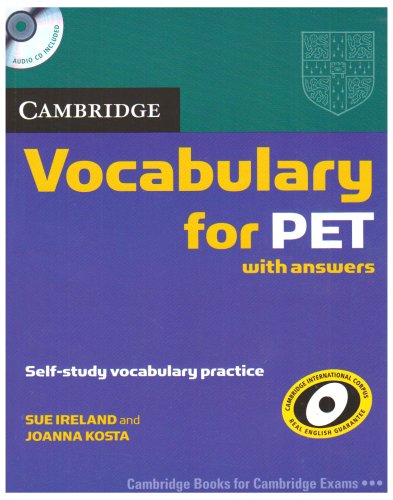 AUDIO CD INCLUDED
CAMBRIDGE
Vocabulary
for PET
with answers
Self-study vocabulary practice
CAMBRIDGE INTERNATIONAL CORPUS
REAL ENGLISH GUARANTEE
SUE IRELAND and
JOANNA KOSTA
Cambridge Books for Cambridge Exams •••